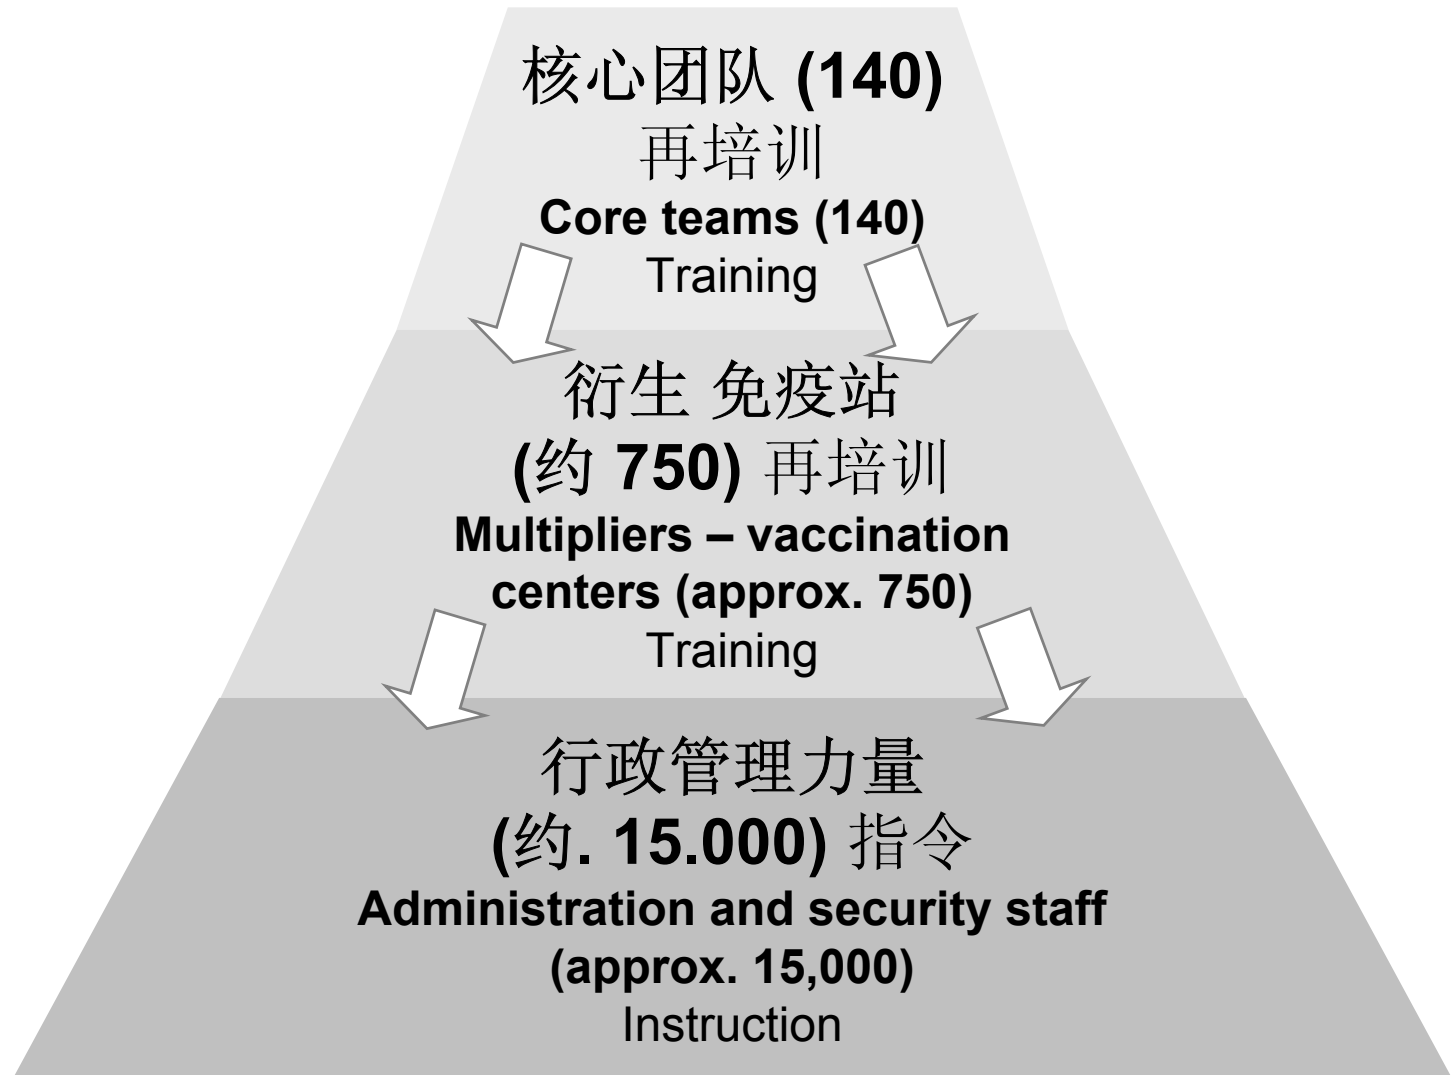 核心团队 (140)
再培训
Core teams (140)
Training
衍生 免疫站
(约 750) 再培训
Multipliers – vaccination
centers (approx. 750)
Training
行政管理力量
(约. 15.000) 指令
Administration and security staff
(approx. 15,000)
Instruction